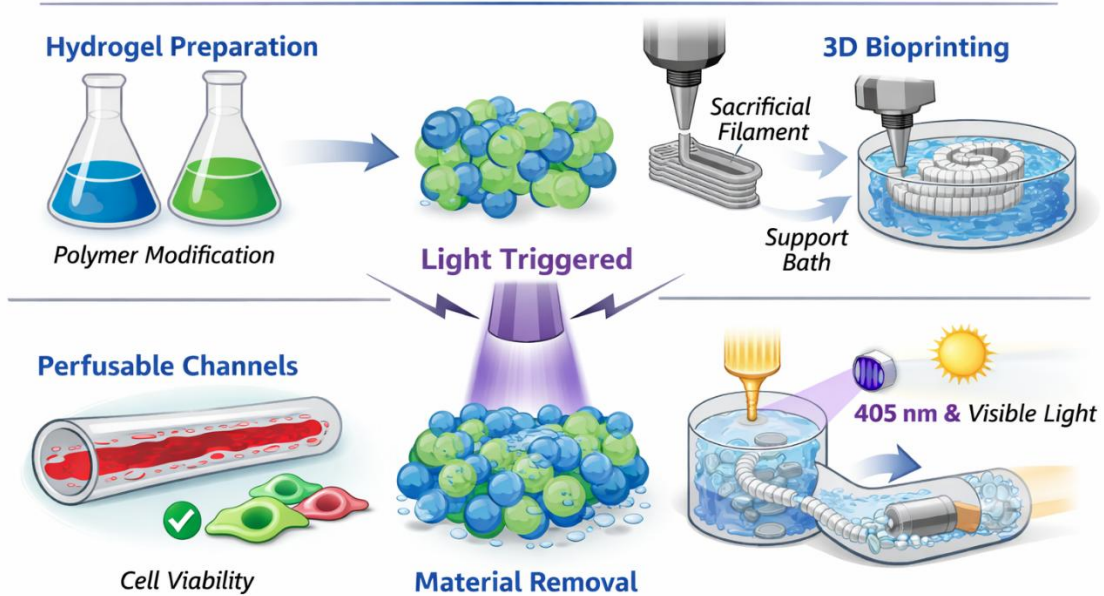 Hydrogel Preparation
3D Bioprinting
Sacrificial
Filament
Polymer Modification
Support
Bath
Light Triggered
Perfusable Channels
405 nm & Visible Light
Cell Viability
Material Removal